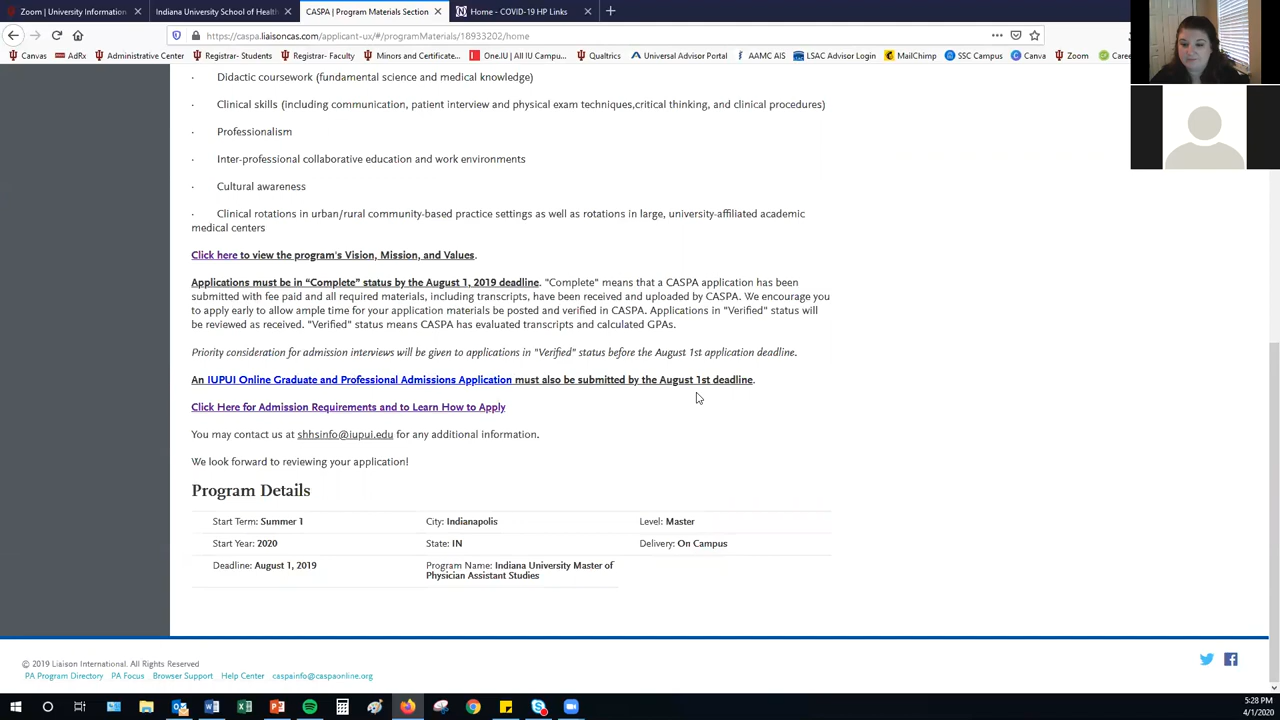 Zoom | University Information
Indiana University School of Health
CASPA | Program Materials Section
Home - COVID-19 HP Links
https://caspa.liaisoncas.com/applicant-ux/#/programMaterials/18933202/home
Canvas AdRx Administrative Center Registrar- Students Registrar- Faculty Minors and Certificate... One.IU | All IU Campu... Qualtrics Universal Advisor Portal AAMC AIS LSAC Advisor Login MailChimp SSC Campus Canva Zoom Caree
· Didactic coursework (fundamental science and medical knowledge)
· Clinical skills (including communication, patient interview and physical exam techniques,critical thinking, and clinical procedures)
· Professionalism
· Inter-professional collaborative education and work environments
· Cultural awareness
· Clinical rotations in urban/rural community-based practice settings as well as rotations in large, university-affiliated academic
medical centers
Click here to view the program's Vision, Mission, and Values.
Applications must be in "Complete" status by the August 1, 2019 deadline. "Complete" means that a CASPA application has been
submitted with fee paid and all required materials, including transcripts, have been received and uploaded by CASPA. We encourage you
to apply early to allow ample time for your application materials be posted and verified in CASPA. Applications in "Verified" status will
be reviewed as received. "Verified" status means CASPA has evaluated transcripts and calculated GPAs.
Priority consideration for admission interviews will be given to applications in "Verified" status before the August 1st application deadline.
An IUPUI Online Graduate and Professional Admissions Application must also be submitted by the August 1st deadline.
Click Here for Admission Requirements and to Learn How to Apply
You may contact us at shhsinfo@iupui.edu for any additional information.
We look forward to reviewing your application!
Program Details
Start Term: Summer 1 City: Indianapolis Level: Master
Start Year: 2020 State: IN Delivery: On Campus
Deadline: August 1, 2019 Program Name: Indiana University Master of
Physician Assistant Studies
© 2019 Liaison International. All Rights Reserved
PA Program Directory PA Focus Browser Support Help Center caspainfo@caspaonline.org
5:28 PM
4/1/2020